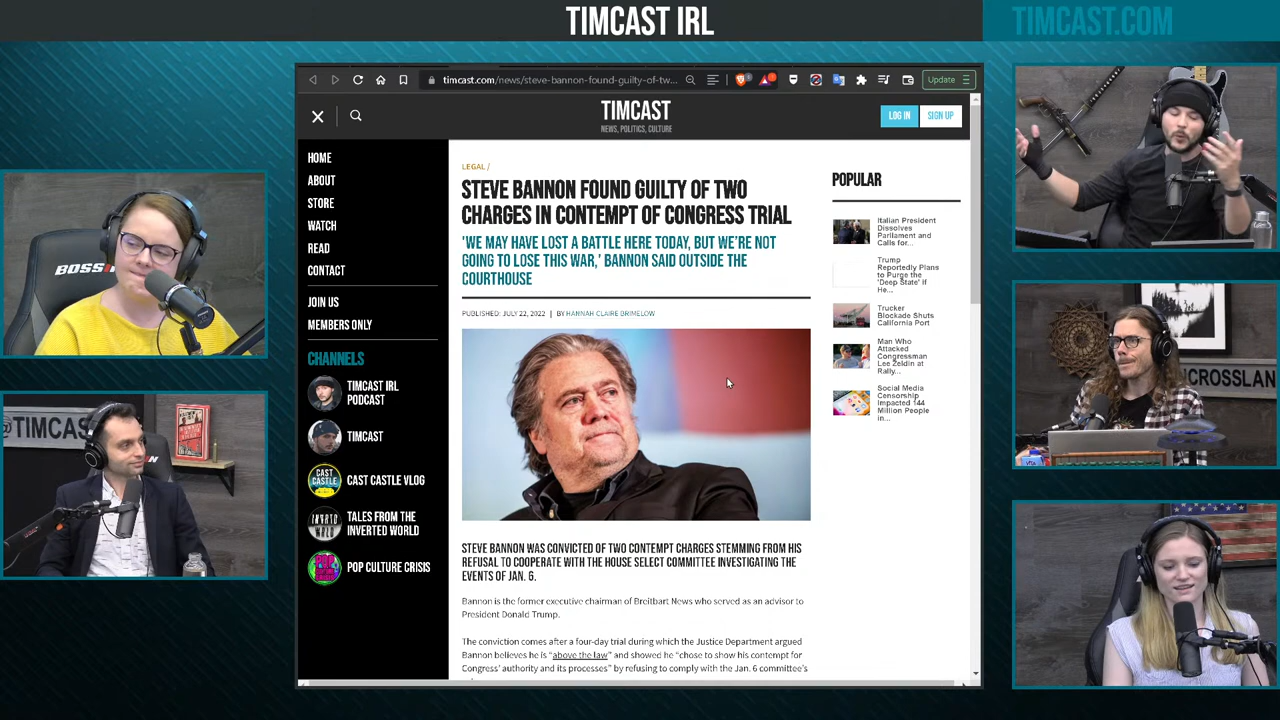 TIMCAST IRL
TIMCAST.COM
timcast.com/news/steve-bannon-found-guilty-of-tw...
Update
TIMCAST
NEWS, POLITICS, CULTURE
LOG IN
SIGN UP
HOME
ABOUT
STORE
WATCH
READ
CONTACT
JOIN US
MEMBERS ONLY
CHANNELS
TIMCAST IRL
PODCAST
TIMCAST
CAST CASTLE VLOG
TALES FROM THE
INVERTED WORLD
POP CULTURE CRISIS
CAST
CASTLE
LEGAL /
STEVE BANNON FOUND GUILTY OF TWO
CHARGES IN CONTEMPT OF CONGRESS TRIAL
'WE MAY HAVE LOST A BATTLE HERE TODAY, BUT WE'RE NOT
GOING TO LOSE THIS WAR,' BANNON SAID OUTSIDE THE
COURTHOUSE
PUBLISHED: JULY 22, 2022 | BY HANNAH CLAIRE BRIMELOW
STEVE BANNON WAS CONVICTED OF TWO CONTEMPT CHARGES STEMMING FROM HIS
REFUSAL TO COOPERATE WITH THE HOUSE SELECT COMMITTEE INVESTIGATING THE
EVENTS OF JAN. 6.
Bannon is the former executive chairman of Breitbart News who served as an advisor to
President Donald Trump.
The conviction comes after a four-day trial during which the Justice Department argued
Bannon believes he is "above the law" and showed he "chose to show his contempt for
Congress' authority and its processes" by refusing to comply with the Jan. 6 committee's
POPULAR
Italian President
Dissolves
Parliament and
Calls for...
Trump
Reportedly Plans
to Purge the
'Deep State' If
He...
Trucker
Blockade Shuts
California Port
Man Who
Attacked
Congressman
Lee Zeldin at
Rally...
Social Media
Censorship
Impacted 144
Million People
in...
BOSSIN
@TIMCAS
CROSSLAN